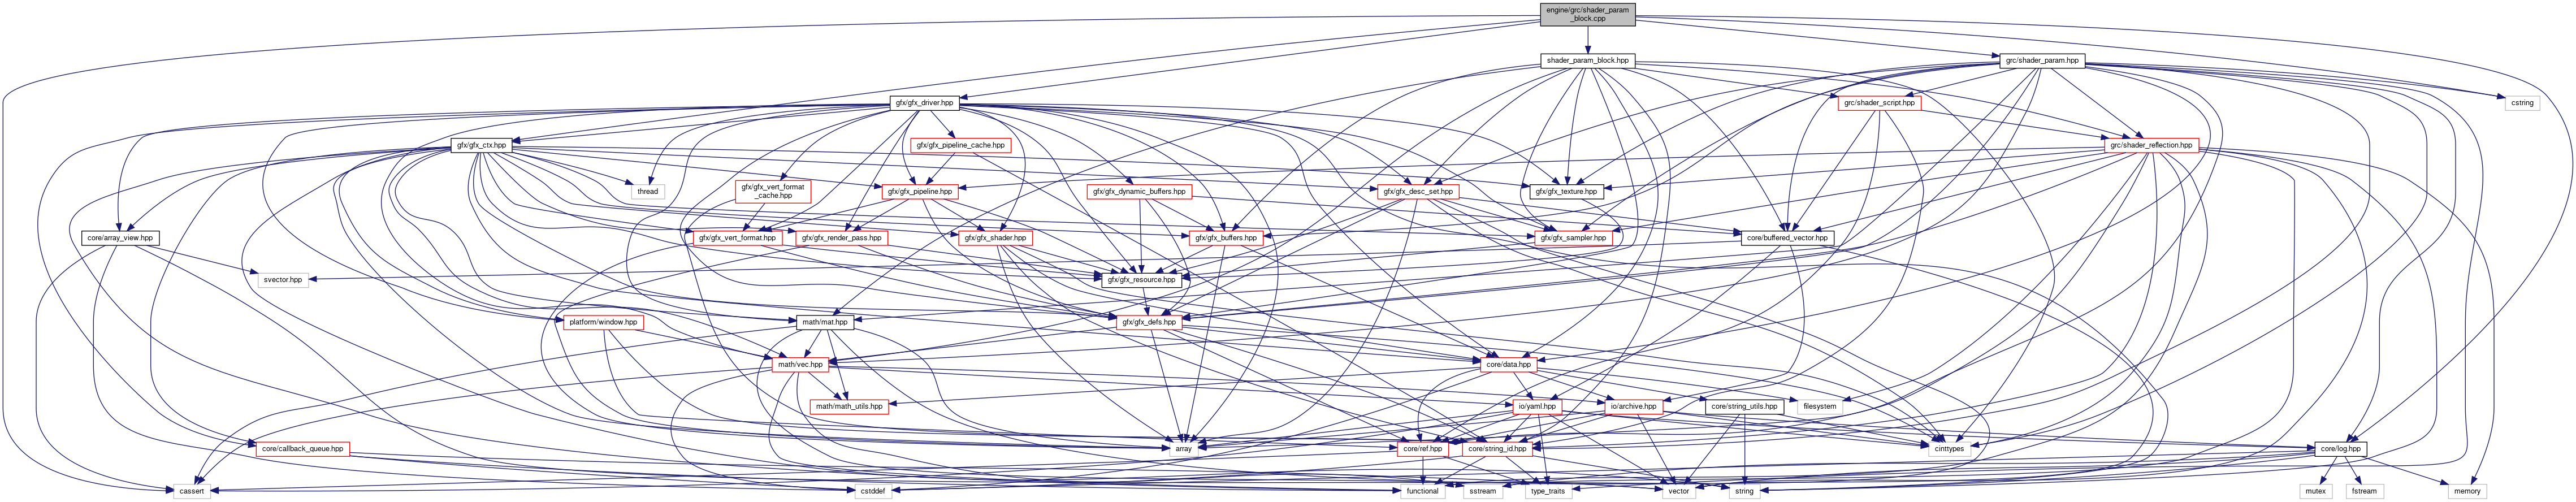 engine/grc/shader_param
_block.cpp
shader_param_block.hpp
grc/shader_param.hpp
gfx/gfx_driver.hpp
grc/shader_script.hpp
cstring
gfx/gfx_ctx.hpp
gfx/gfx_pipeline_cache.hpp
grc/shader_reflection.hpp
thread
gfx/gfx_vert_format
_cache.hpp
gfx/gfx_pipeline.hpp
gfx/gfx_dynamic_buffers.hpp
gfx/gfx_desc_set.hpp
gfx/gfx_texture.hpp
core/array_view.hpp
gfx/gfx_vert_format.hpp
gfx/gfx_render_pass.hpp
gfx/gfx_shader.hpp
gfx/gfx_buffers.hpp
gfx/gfx_sampler.hpp
core/buffered_vector.hpp
svector.hpp
gfx/gfx_resource.hpp
platform/window.hpp
math/mat.hpp
gfx/gfx_defs.hpp
math/vec.hpp
core/data.hpp
math/math_utils.hpp
io/yaml.hpp
io/archive.hpp
core/string_utils.hpp
filesystem
core/callback_queue.hpp
array
core/ref.hpp
core/string_id.hpp
cinttypes
core/log.hpp
cassert
cstddef
functional
sstream
type_traits
vector
string
mutex
fstream
memory